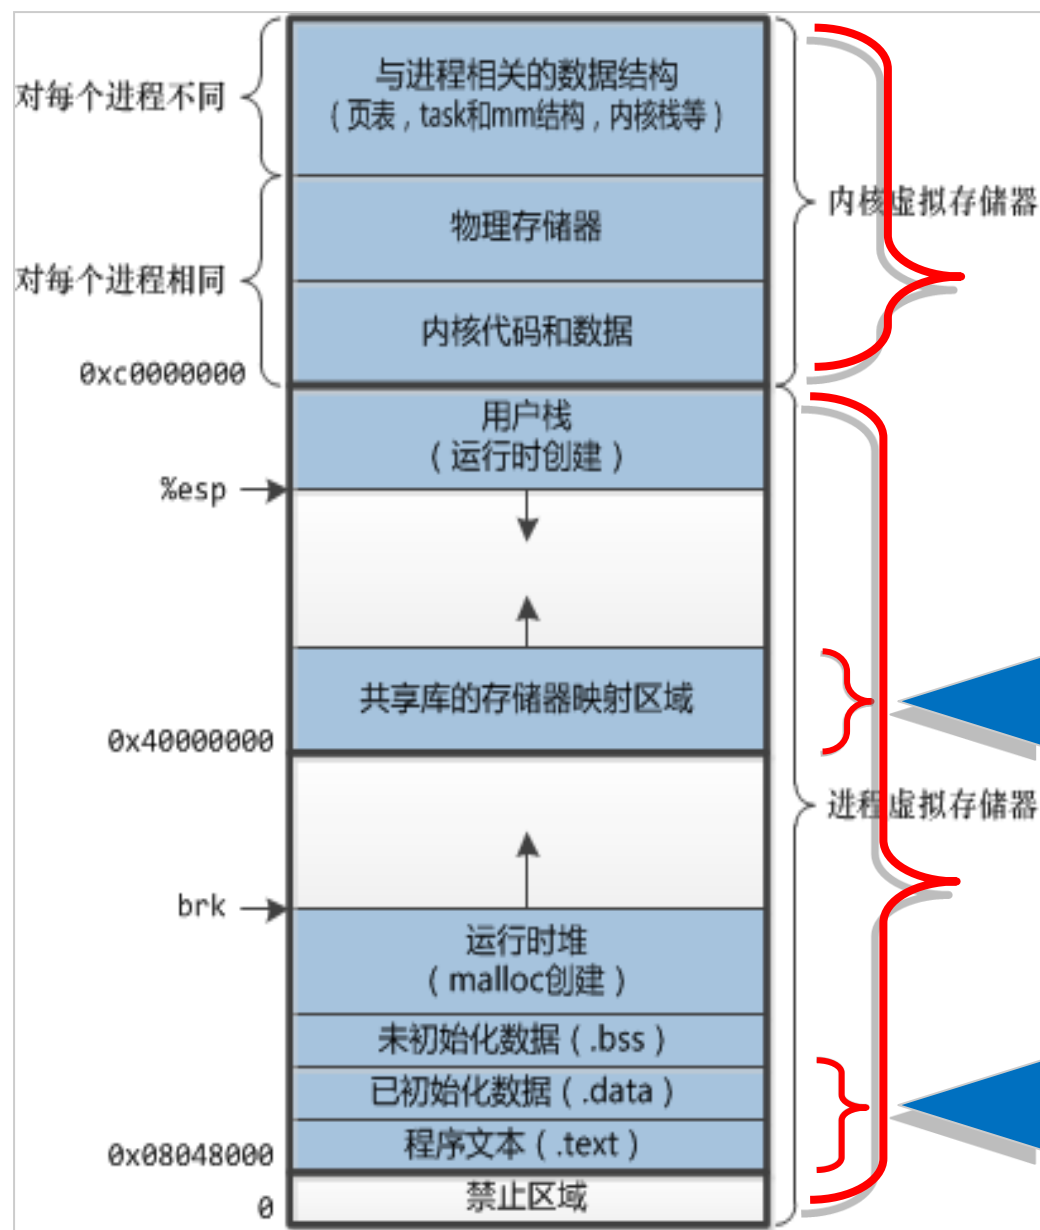 与进程相关的数据结构
（页表，task和mm结构，内核栈等）
对每个进程不同
物理存储器
内核虚拟存储器
对每个进程相同
内核代码和数据
0xc0000000
用户栈
（运行时创建）
%esp
共享库的存储器映射区域
0x40000000
进程虚拟存储器
brk
运行时堆
（malloc创建）
未初始化数据（.bss）
已初始化数据（.data）
程序文本（.text）
0x08048000
禁止区域
0